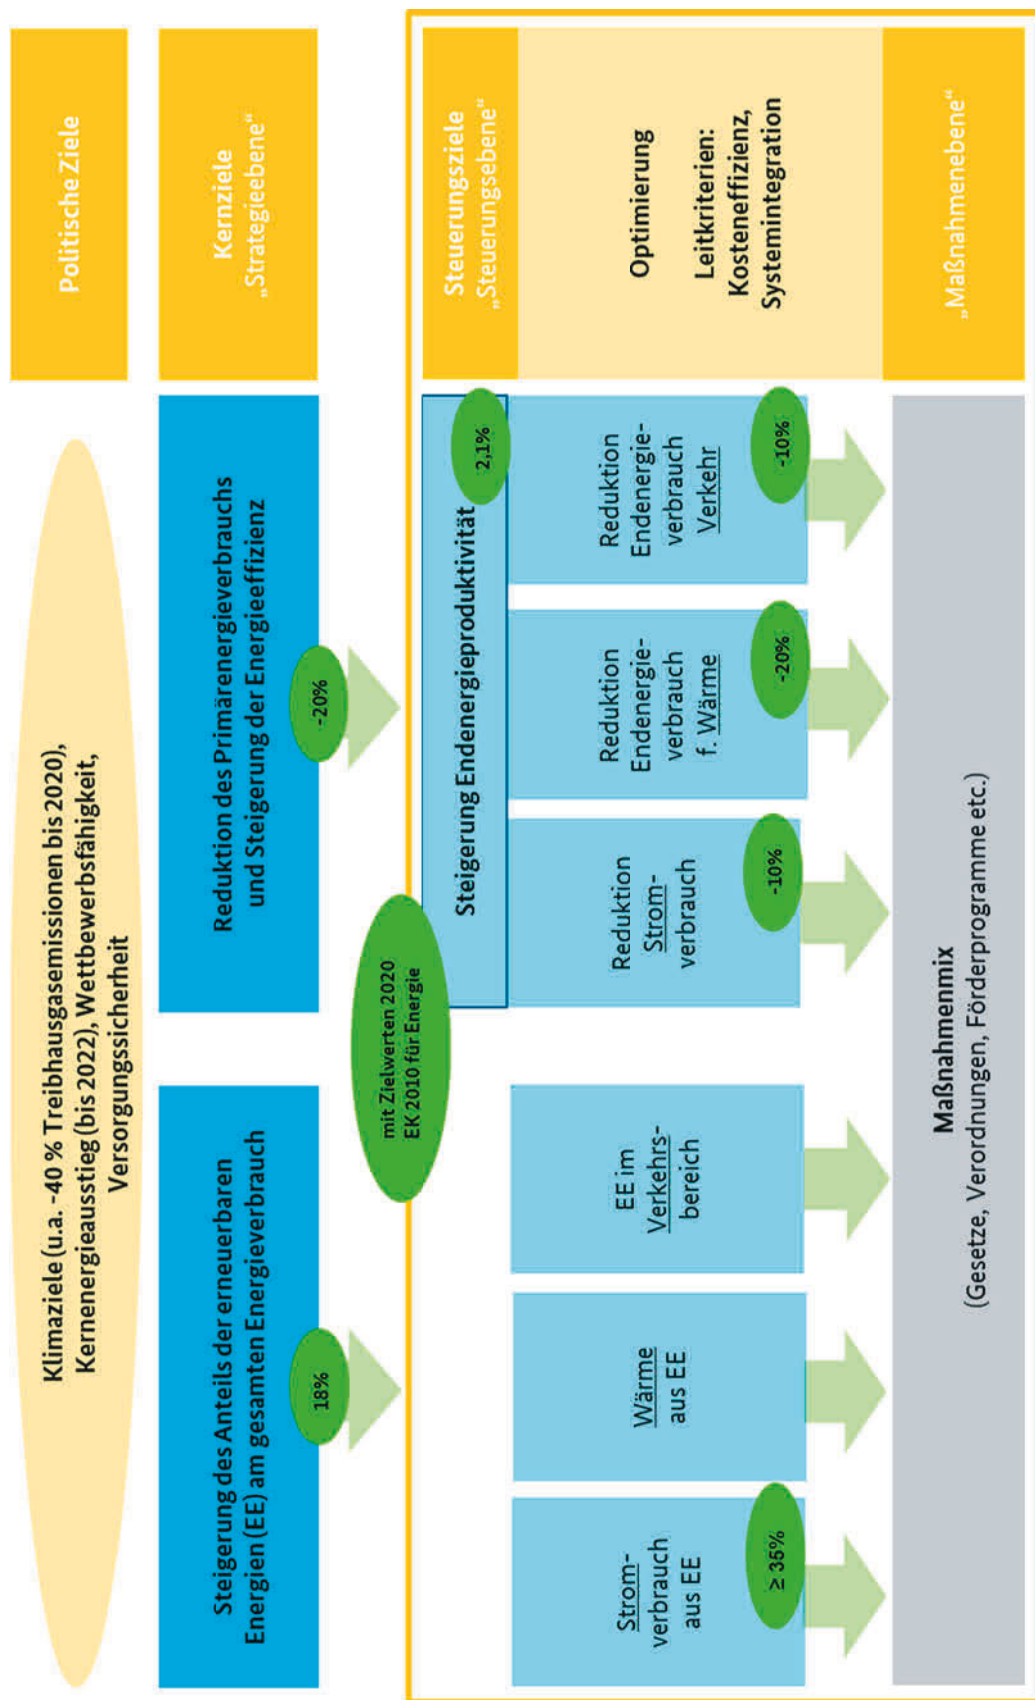 Klimaziele (u.a. -40 % Treibhausgasemissionen bis 2020),
Kernenergieausstieg (bis 2022), Wettbewerbsfähigkeit,
Versorgungssicherheit
Politische Ziele
Steigerung des Anteils der erneuerbaren
Energien (EE) am gesamten Energieverbrauch
18%
Reduktion des Primärenergieverbrauchs
und Steigerung der Energieeffizienz
-20%
Kernziele
„Strategieebene“
mit Zielwerten 2020
EK 2010 für Energie
Steigerung Endenergieproduktivität
2,1%
Steuerungsziele
„Steuerungsebene“
Strom-
verbrauch
aus EE
≥ 35%
Wärme
aus EE
EE im
Verkehrs-
bereich
Reduktion
Strom-
verbrauch
-10%
Reduktion
Endenergie-
verbrauch
f. Wärme
-20%
Reduktion
Endenergie-
verbrauch
Verkehr
-10%
Optimierung
Leitkriterien:
Kosteneffizienz,
Systemintegration
Maßnahmenmix
(Gesetze, Verordnungen, Förderprogramme etc.)
„Maßnahmenebene“